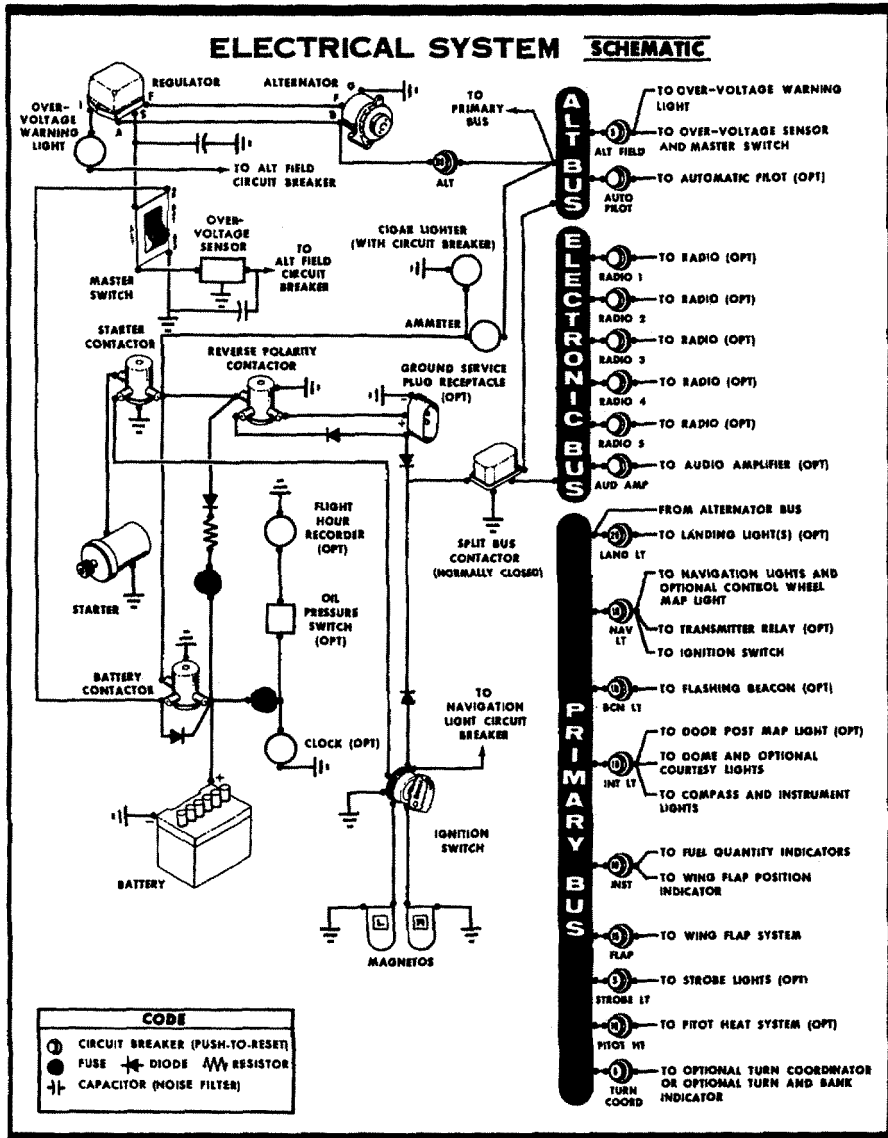 ELECTRICAL SYSTEM SCHEMATIC
REGULATOR
ALTERNATOR
I
F
S
A
F
G
B
OVER-
VOLTAGE
WARNING
LIGHT
TO ALT FIELD
CIRCUIT BREAKER
TO
PRIMARY
BUS
ALT
OVER-
VOLTAGE
SENSOR
TO
ALT FIELD
CIRCUIT
BREAKER
MASTER
SWITCH
CIGAR LIGHTER
(WITH CIRCUIT BREAKER)
AMMETER
STARTER
CONTACTOR
REVERSE POLARITY
CONTACTOR
GROUND SERVICE
PLUG RECEPTACLE
(OPT)
-
+
FLIGHT
HOUR
RECORDER
(OPT)
SPLIT BUS
CONTACTOR
(NORMALLY CLOSED)
STARTER
OIL
PRESSURE
SWITCH
(OPT)
BATTERY
CONTACTOR
CLOCK (OPT)
TO
NAVIGATION
LIGHT CIRCUIT
BREAKER
IGNITION
SWITCH
+
-
BATTERY
L
R
MAGNETOS
ALT BUS
5
ALT FIELD
TO OVER-VOLTAGE WARNING
LIGHT
TO OVER-VOLTAGE SENSOR
AND MASTER SWITCH
AUTO
PILOT
TO AUTOMATIC PILOT (OPT)
ELECTRONIC BUS
RADIO 1
TO RADIO (OPT)
RADIO 2
TO RADIO (OPT)
RADIO 3
TO RADIO (OPT)
RADIO 4
TO RADIO (OPT)
RADIO 5
TO RADIO (OPT)
AUD AMP
TO AUDIO AMPLIFIER (OPT)
PRIMARY BUS
FROM ALTERNATOR BUS
LAND LT
TO LANDING LIGHT(S) (OPT)
NAV
LT
TO NAVIGATION LIGHTS AND
OPTIONAL CONTROL WHEEL
MAP LIGHT
TO TRANSMITTER RELAY (OPT)
TO IGNITION SWITCH
10
BCN LT
TO FLASHING BEACON (OPT)
10
INT LT
TO DOOR POST MAP LIGHT (OPT)
TO DOME AND OPTIONAL
COURTESY LIGHTS
TO COMPASS AND INSTRUMENT
LIGHTS
INST
TO FUEL QUANTITY INDICATORS
TO WING FLAP POSITION
INDICATOR
FLAP
TO WING FLAP SYSTEM
5
STROBE LT
TO STROBE LIGHTS (OPT)
PITOT HT
TO PITOT HEAT SYSTEM (OPT)
TURN
COORD
TO OPTIONAL TURN COORDINATOR
OR OPTIONAL TURN AND BANK
INDICATOR
CODE
CIRCUIT BREAKER (PUSH-TO-RESET)
FUSE DIODE RESISTOR
CAPACITOR (NOISE FILTER)